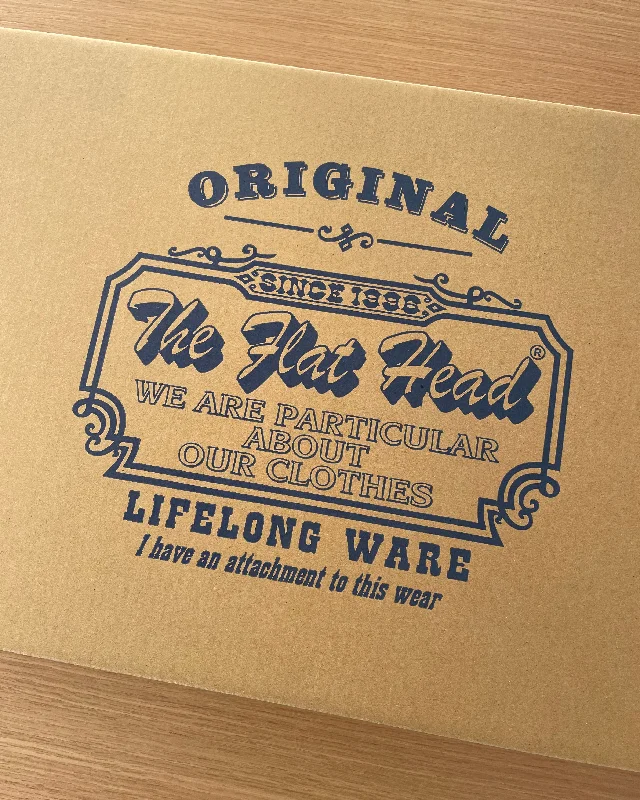 ORIGINAL
SINCE 1996
The Flat Head®
WE ARE PARTICULAR
ABOUT
OUR CLOTHES
LIFELONG WARE
I have an attachment to this wear